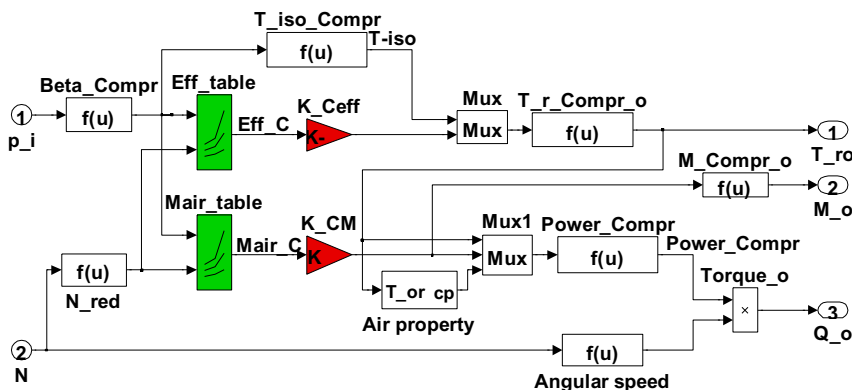 T_iso_Compr
T-iso
f(u)
Beta_Compr
Eff_table
1
f(u)
p_i
Eff_C
K_Ceff
K-
Mux
Mux
T_r_Compr_o
f(u)
1
T_ro
M_Compr_o
f(u)
2
M_o
Mair_table
Mair_C
K_CM
K
Mux1
Mux
Power_Compr
f(u)
Power_Compr
f(u)
N_red
T_or cp
Air property
Torque_o
×
3
Q_o
2
N
f(u)
Angular speed